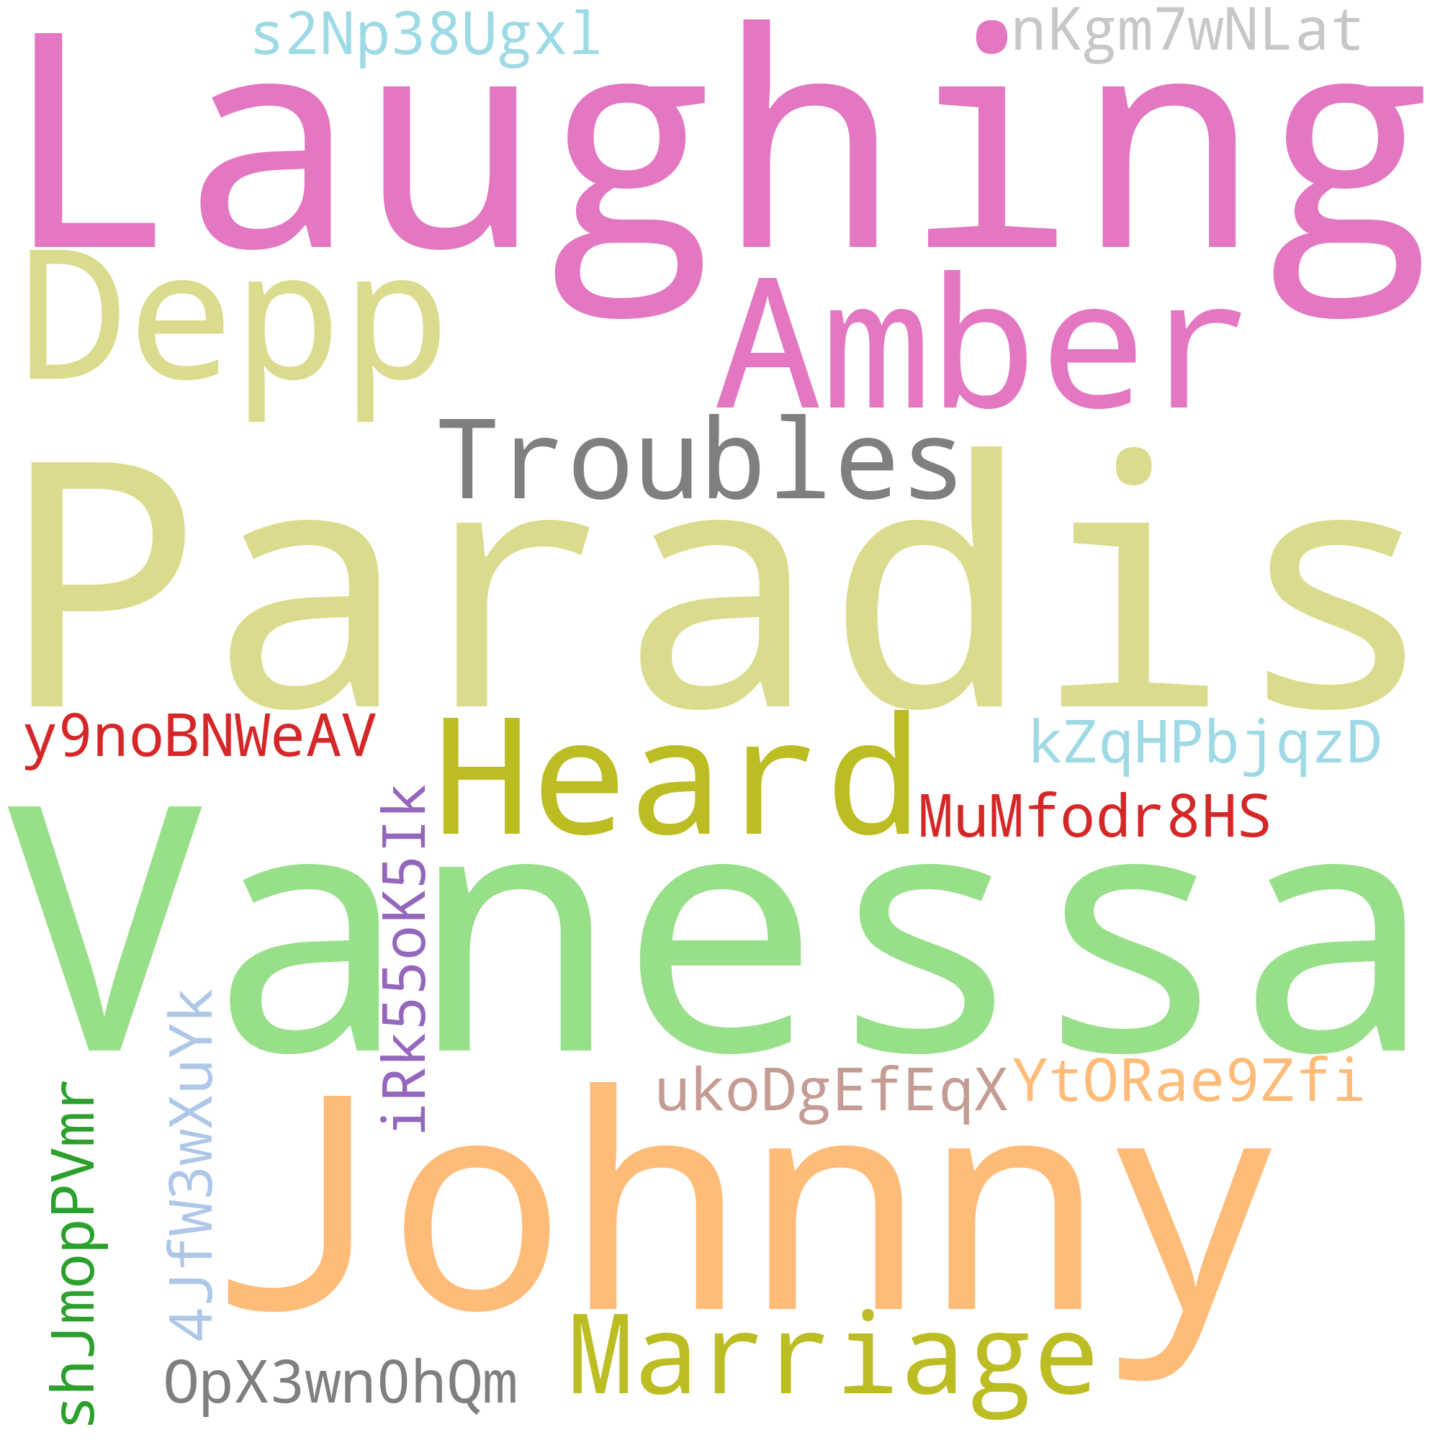 s2Np38Ugxl
nKgm7wNLat
Laughing
Depp
Amber
Troubles
Paradis
y9noBNWeAV
Heard
kZqHPbjqzD
MuMfodr8HS
Vanessa
iRk55oK5Ik
4JfW3wXuYk
shJmopPVmr
ukoDgEfEqX
YtORae9Zfi
Johnny
Marriage
OpX3wn0hQm